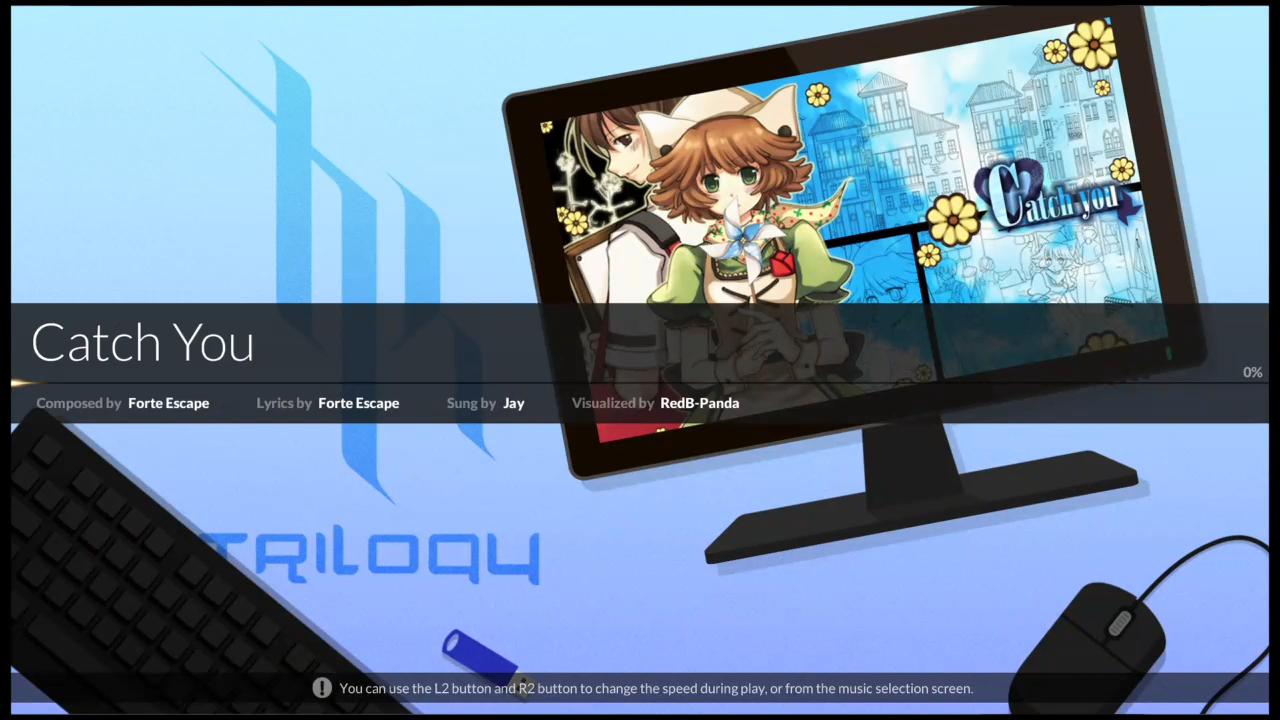 Catch you
Catch You
0%
Composed by Forte Escape Lyrics by Forte Escape Sung by Jay Visualized by RedB-Panda
TRILOGY
You can use the L2 button and R2 button to change the speed during play, or from the music selection screen.